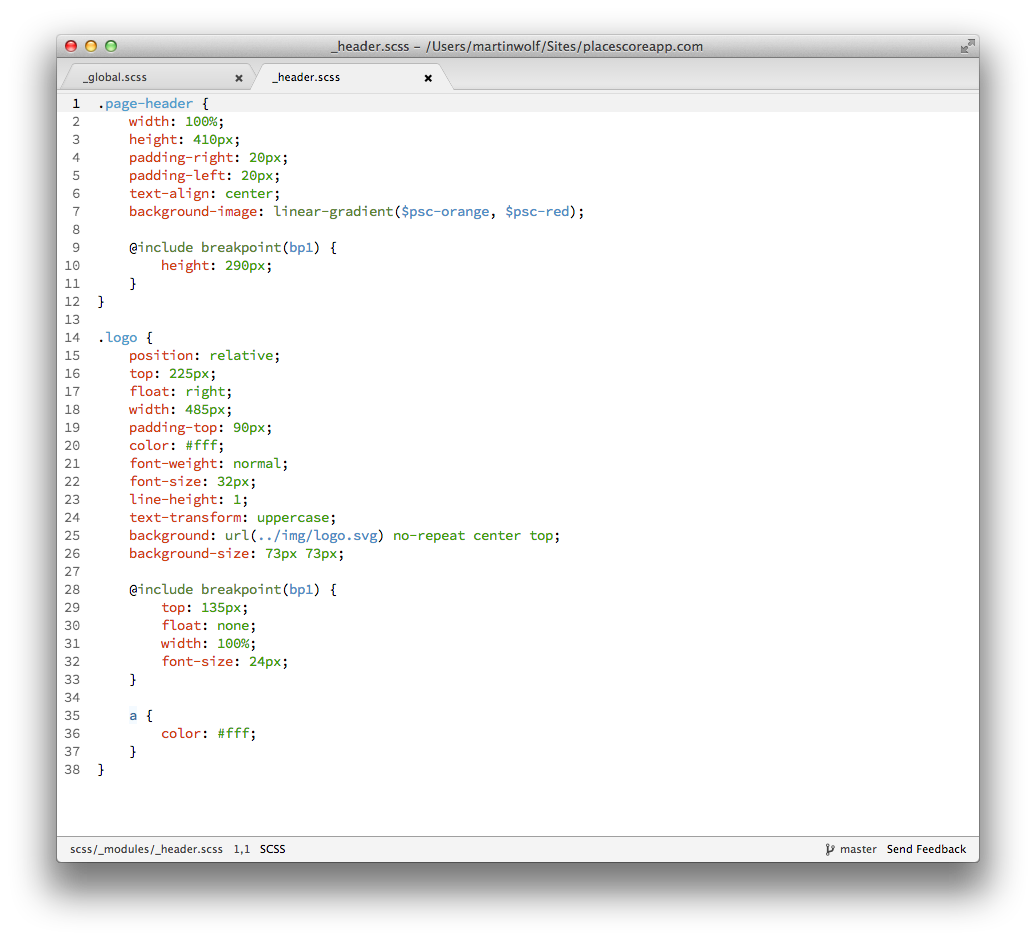 _header.scss – /Users/martinwolf/Sites/placescoreapp.com
_global.scss × _header.scss ×
1 .page-header {
2     width: 100%;
3     height: 410px;
4     padding-right: 20px;
5     padding-left: 20px;
6     text-align: center;
7     background-image: linear-gradient($psc-orange, $psc-red);
8
9     @include breakpoint(bp1) {
10         height: 290px;
11     }
12 }
13
14 .logo {
15     position: relative;
16     top: 225px;
17     float: right;
18     width: 485px;
19     padding-top: 90px;
20     color: #fff;
21     font-weight: normal;
22     font-size: 32px;
23     line-height: 1;
24     text-transform: uppercase;
25     background: url(../img/logo.svg) no-repeat center top;
26     background-size: 73px 73px;
27
28     @include breakpoint(bp1) {
29         top: 135px;
30         float: none;
31         width: 100%;
32         font-size: 24px;
33     }
34
35     a {
36         color: #fff;
37     }
38 }
scss/_modules/_header.scss 1,1 SCSS master Send Feedback